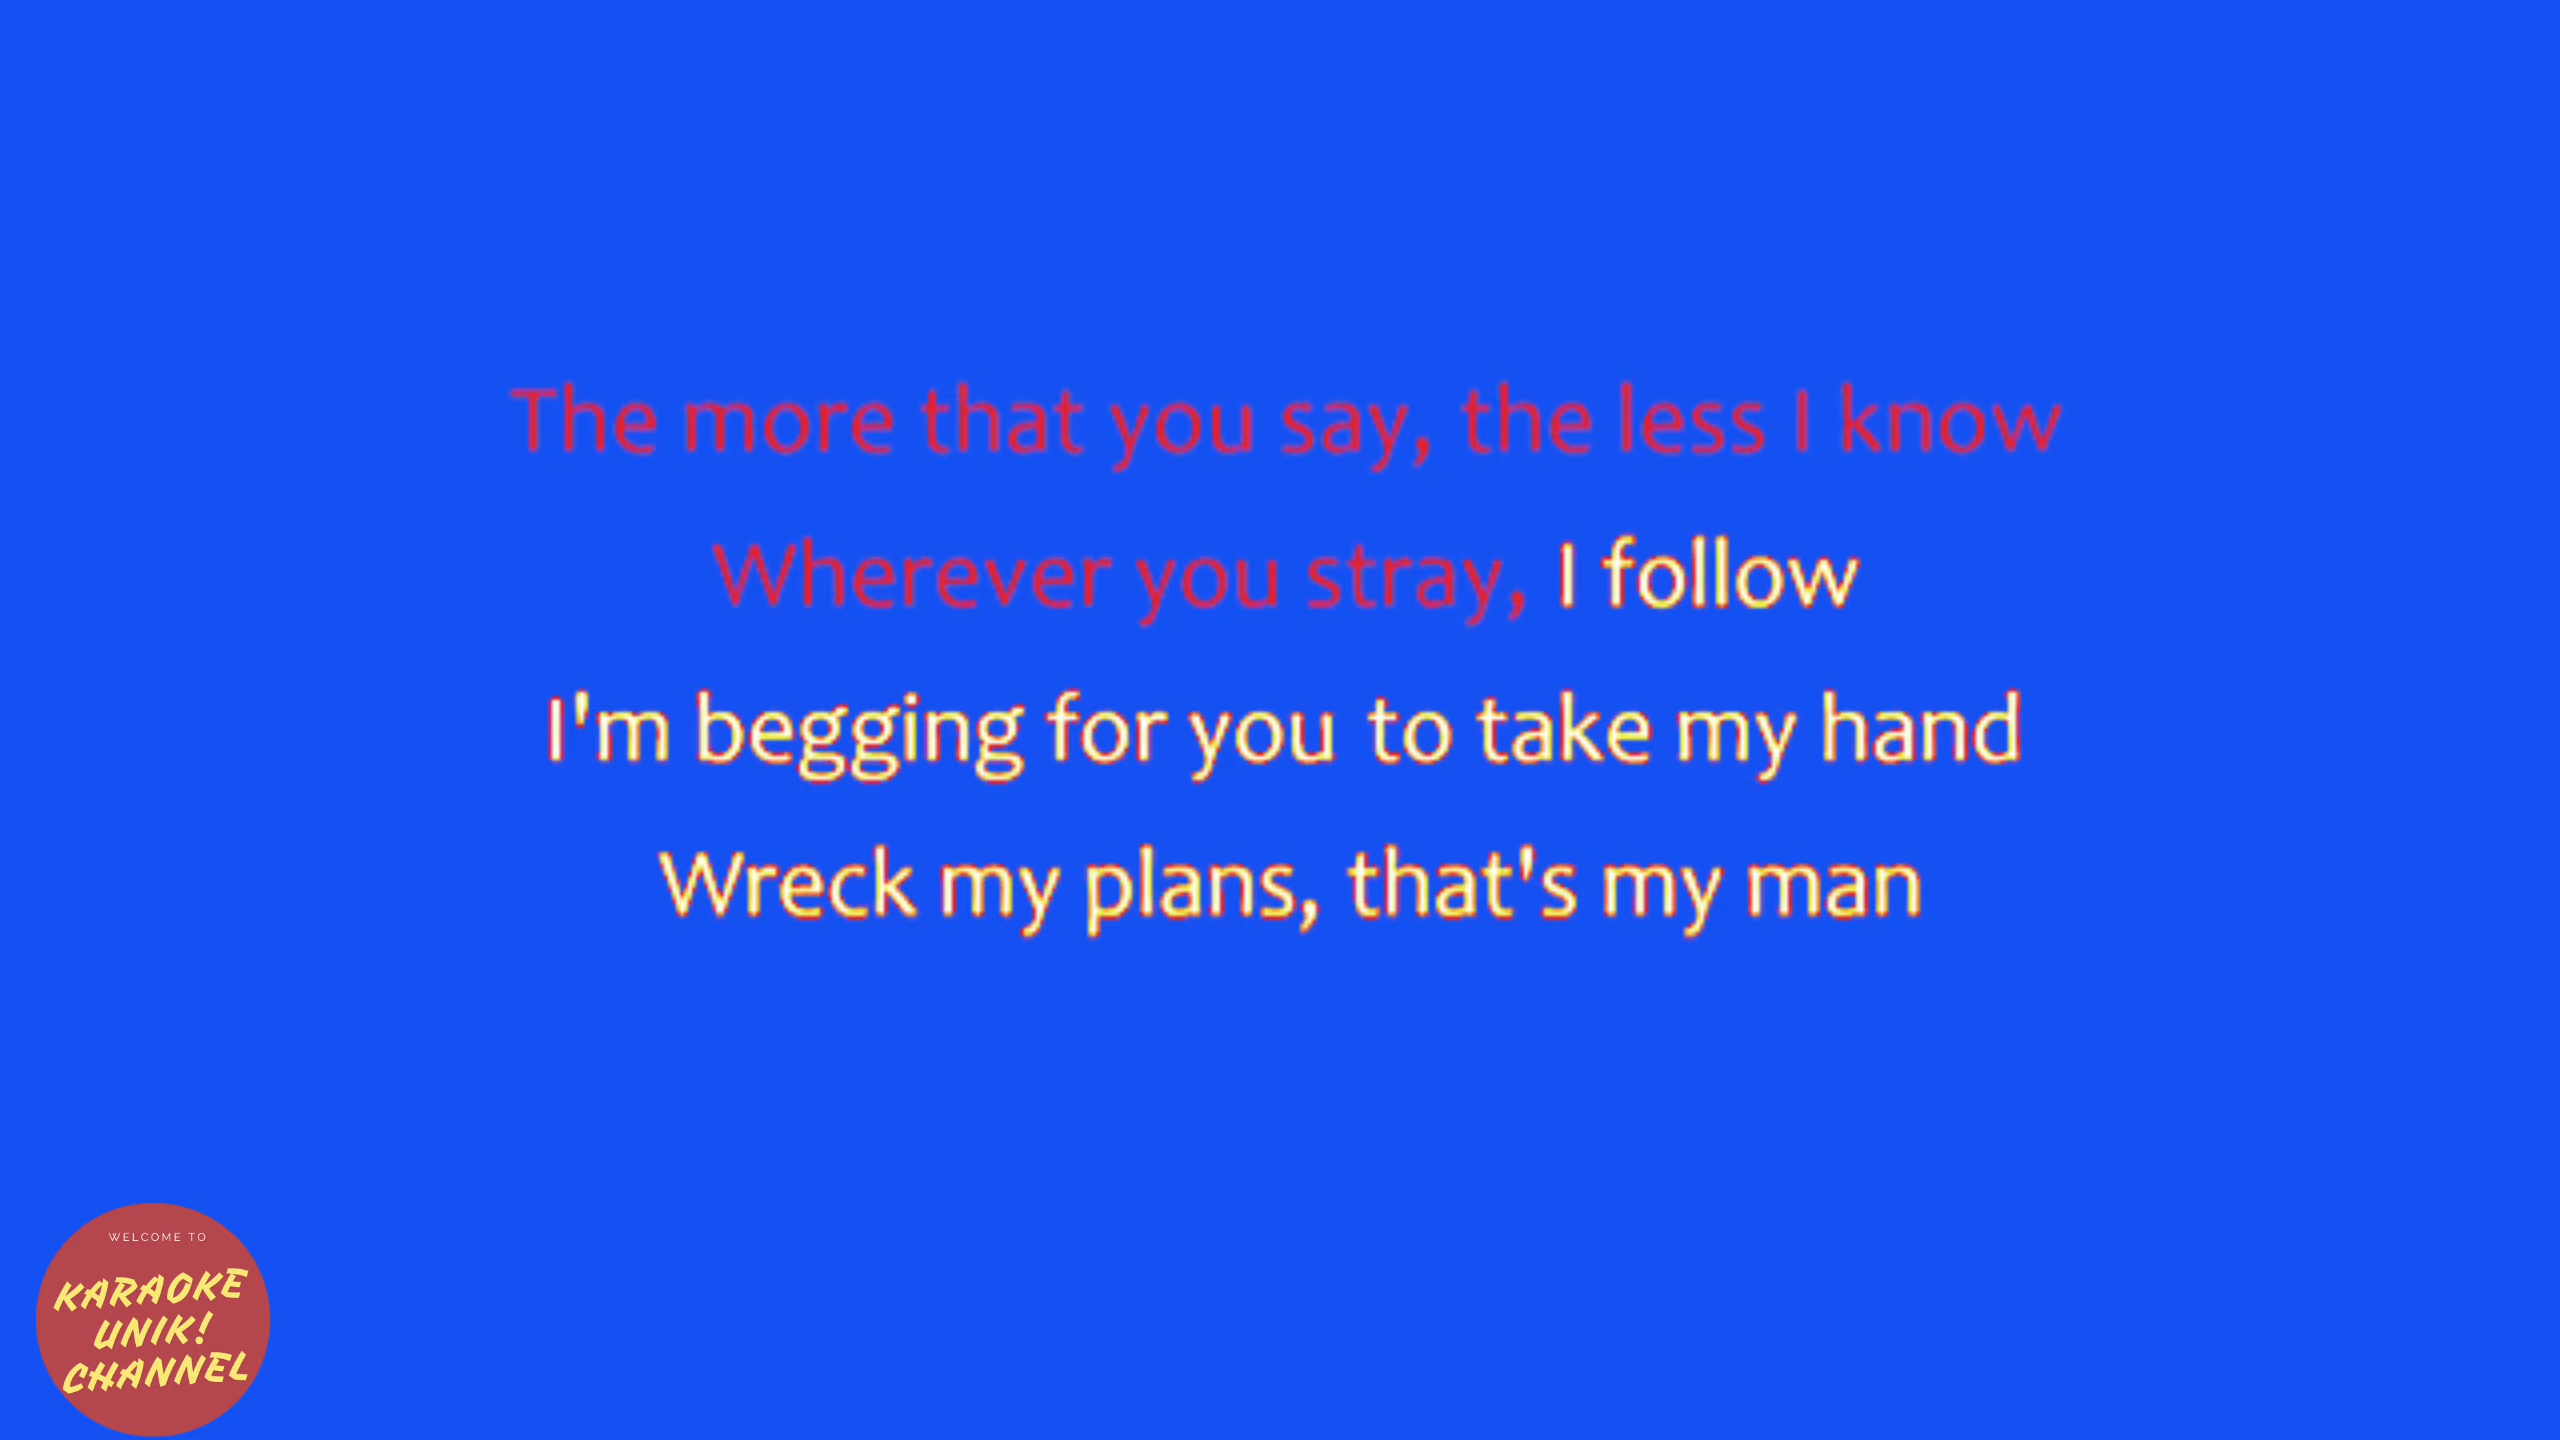 The more that you say, the less I know
Wherever you stray, I follow
I'm begging for you to take my hand
Wreck my plans, that's my man
WELCOME TO
KARAOKE
UNIK!
CHANNEL